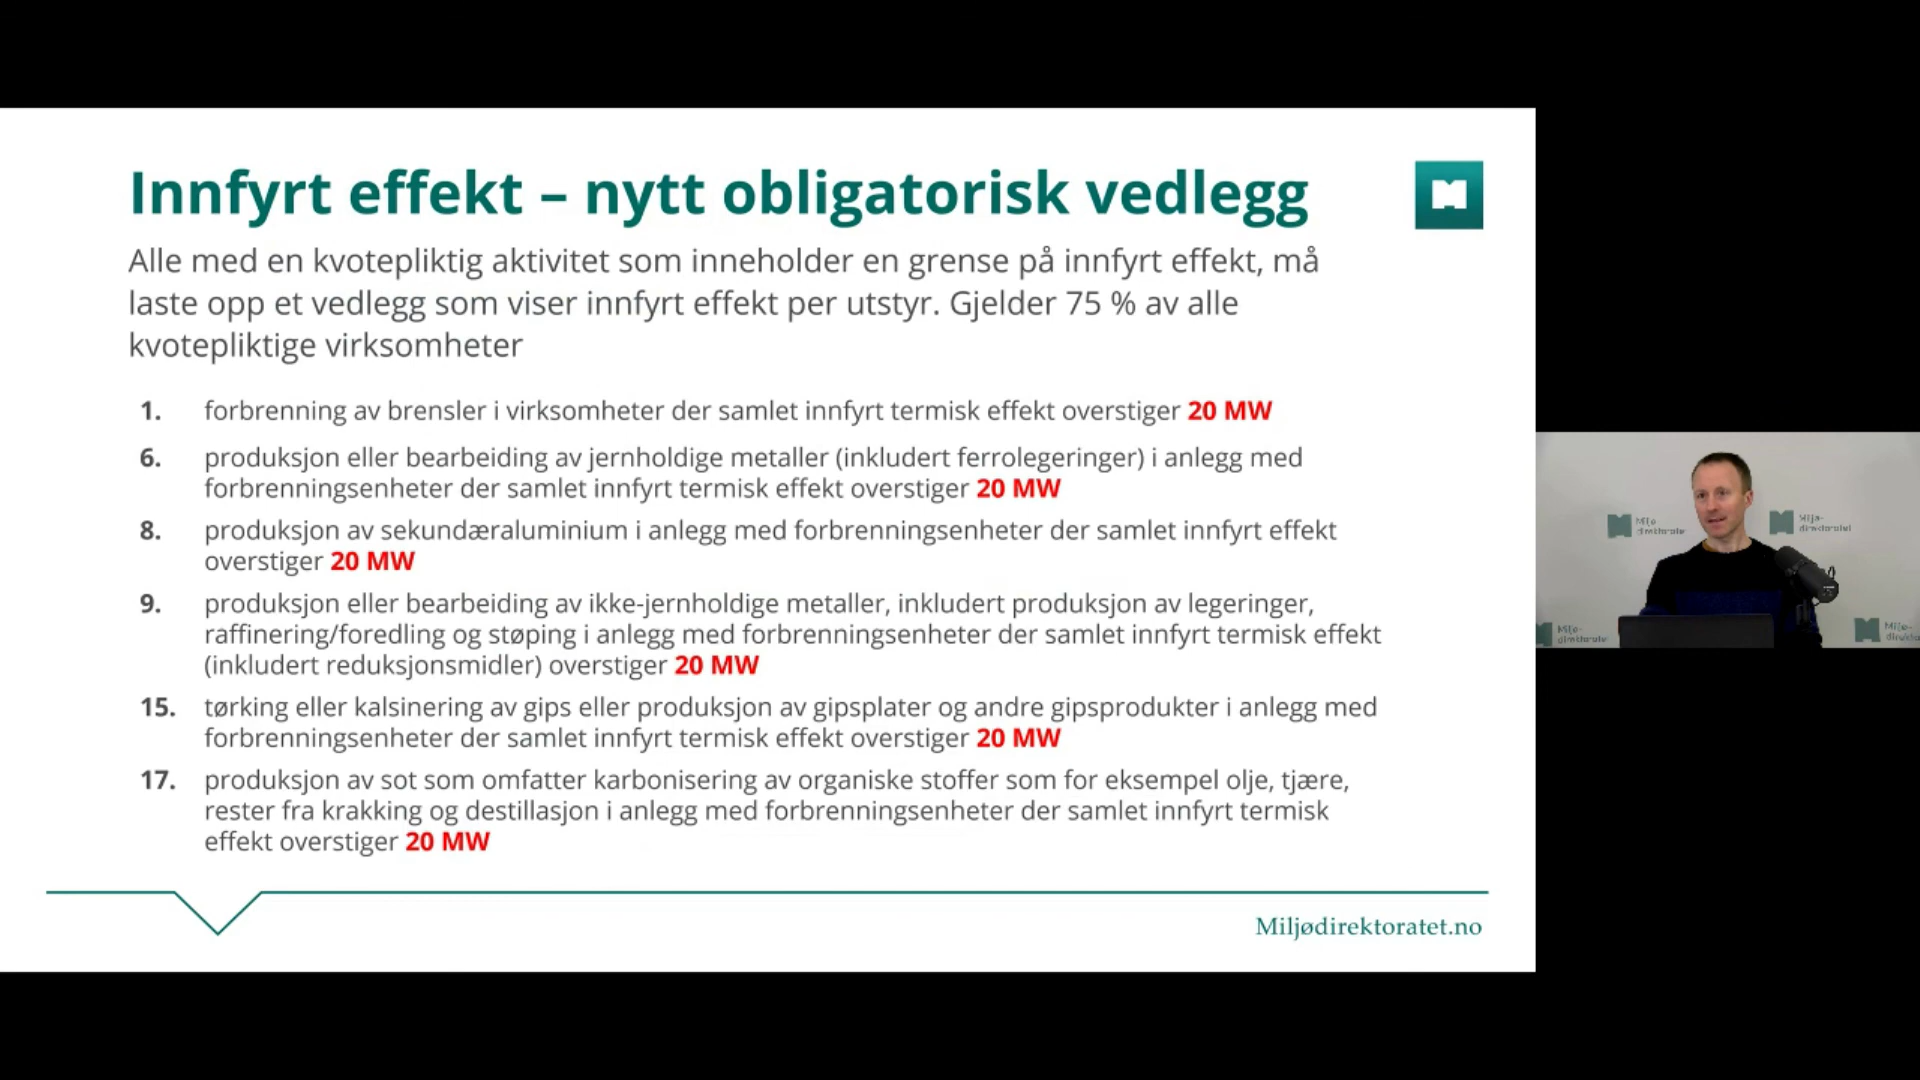 Innfyrt effekt – nytt obligatorisk vedlegg
Alle med en kvotepliktig aktivitet som inneholder en grense på innfyrt effekt, må
laste opp et vedlegg som viser innfyrt effekt per utstyr. Gjelder 75 % av alle
kvotepliktige virksomheter
1. forbrenning av brensler i virksomheter der samlet innfyrt termisk effekt overstiger 20 MW
6. produksjon eller bearbeiding av jernholdige metaller (inkludert ferrolegeringer) i anlegg med
forbrenningsenheter der samlet innfyrt termisk effekt overstiger 20 MW
8. produksjon av sekundæraluminium i anlegg med forbrenningsenheter der samlet innfyrt effekt
overstiger 20 MW
9. produksjon eller bearbeiding av ikke-jernholdige metaller, inkludert produksjon av legeringer,
raffinering/foredling og støping i anlegg med forbrenningsenheter der samlet innfyrt termisk effekt
(inkludert reduksjonsmidler) overstiger 20 MW
15. tørking eller kalsinering av gips eller produksjon av gipsplater og andre gipsprodukter i anlegg med
forbrenningsenheter der samlet innfyrt termisk effekt overstiger 20 MW
17. produksjon av sot som omfatter karbonisering av organiske stoffer som for eksempel olje, tjære,
rester fra krakking og destillasjon i anlegg med forbrenningsenheter der samlet innfyrt termisk
effekt overstiger 20 MW
Miljødirektoratet.no
Miljø-
direktoratet